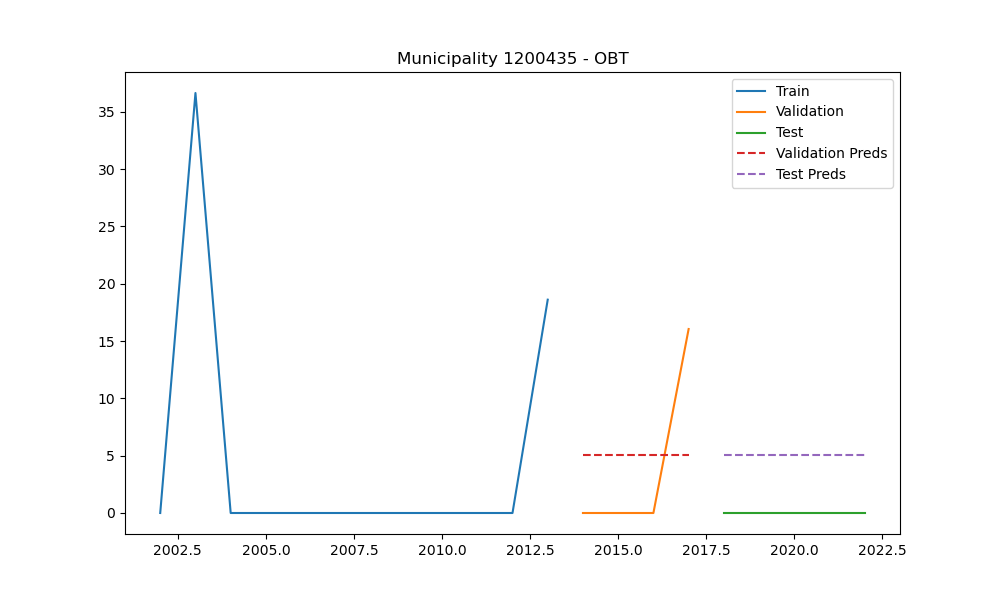 Municipality 1200435 - OBT
Train
Validation
Test
Validation Preds
Test Preds
35
30
25
20
15
10
5
0
2002.5 2005.0 2007.5 2010.0 2012.5 2015.0 2017.5 2020.0 2022.5